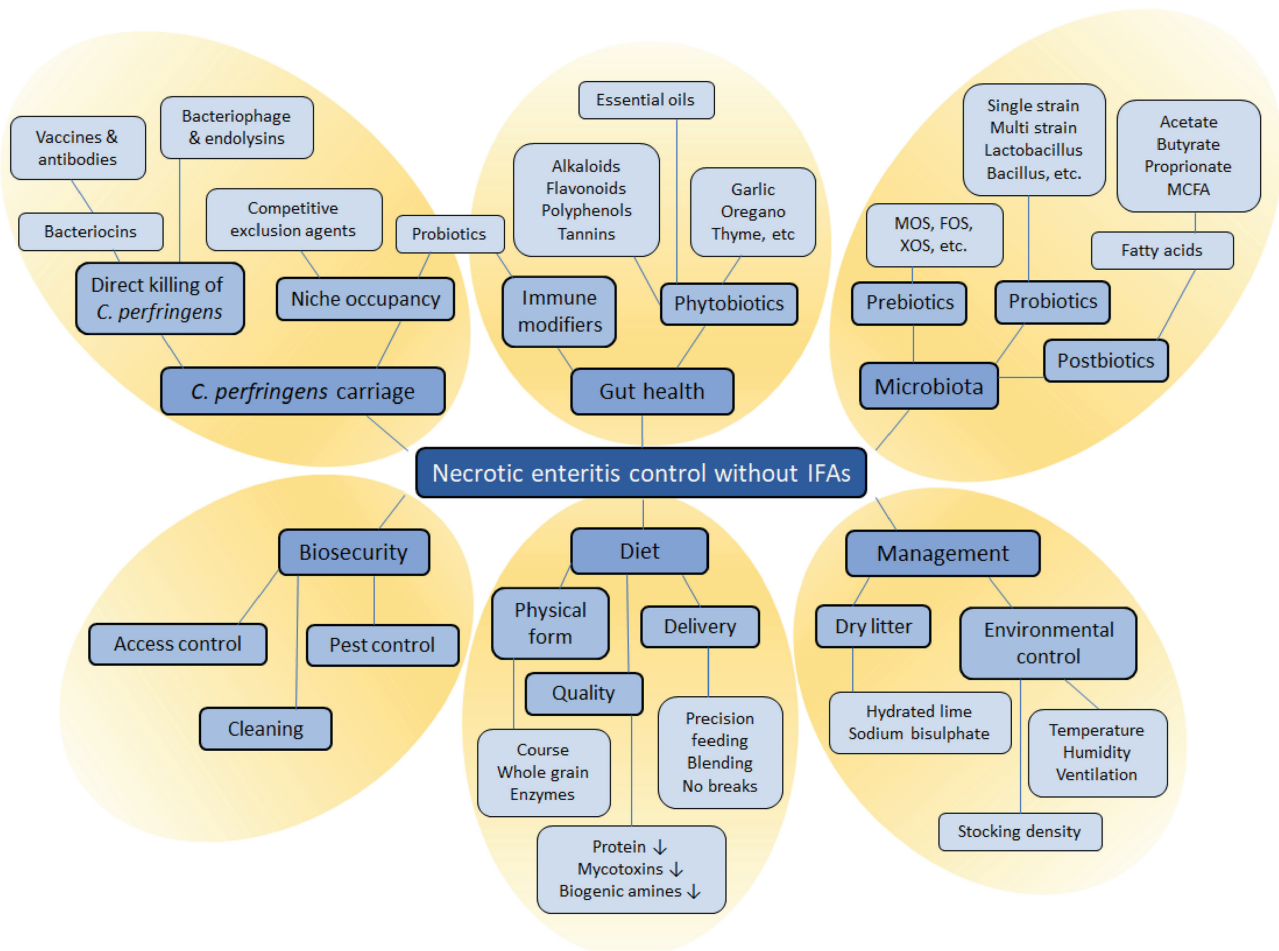 Vaccines &
antibodies
Bacteriophage
& endolysins
Bacteriocins
Competitive
exclusion agents
Probiotics
Direct killing of
C. perfringens
Niche occupancy
C. perfringens carriage
Essential oils
Alkaloids
Flavonoids
Polyphenols
Tannins
Garlic
Oregano
Thyme, etc
Immune
modifiers
Phytobiotics
Gut health
Single strain
Multi strain
Lactobacillus
Bacillus, etc.
Acetate
Butyrate
Proprionate
MCFA
MOS, FOS,
XOS, etc.
Fatty acids
Prebiotics
Probiotics
Postbiotics
Microbiota
Necrotic enteritis control without IFAs
Biosecurity
Access control
Pest control
Cleaning
Diet
Physical
form
Delivery
Quality
Course
Whole grain
Enzymes
Precision
feeding
Blending
No breaks
Protein ↓
Mycotoxins ↓
Biogenic amines ↓
Management
Dry litter
Environmental
control
Hydrated lime
Sodium bisulphate
Temperature
Humidity
Ventilation
Stocking density